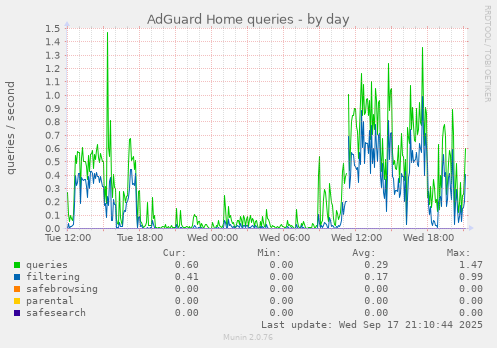 AdGuard Home queries - by day
RRDTOOL / TOBI OETIKER
queries / second
1.5
1.4
1.3
1.2
1.1
1.0
0.9
0.8
0.7
0.6
0.5
0.4
0.3
0.2
0.1
0.0
Tue 12:00 Tue 18:00 Wed 00:00 Wed 06:00 Wed 12:00 Wed 18:00
Cur: Min: Avg: Max:
queries 0.60 0.00 0.29 1.47
filtering 0.41 0.00 0.17 0.99
safebrowsing 0.00 0.00 0.00 0.00
parental 0.00 0.00 0.00 0.00
safesearch 0.00 0.00 0.00 0.00
Last update: Wed Sep 17 21:10:44 2025
Munin 2.0.76